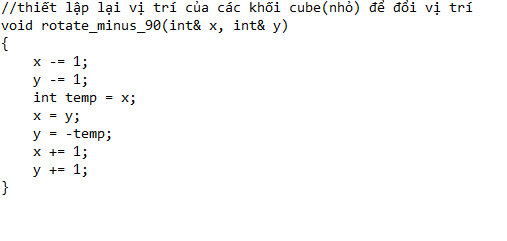 //thiết lập lại vị trí của các khối cube(nhỏ) để đổi vị trí
void rotate_minus_90(int& x, int& y)
{
    x -= 1;
    y -= 1;
    int temp = x;
    x = y;
    y = -temp;
    x += 1;
    y += 1;
}